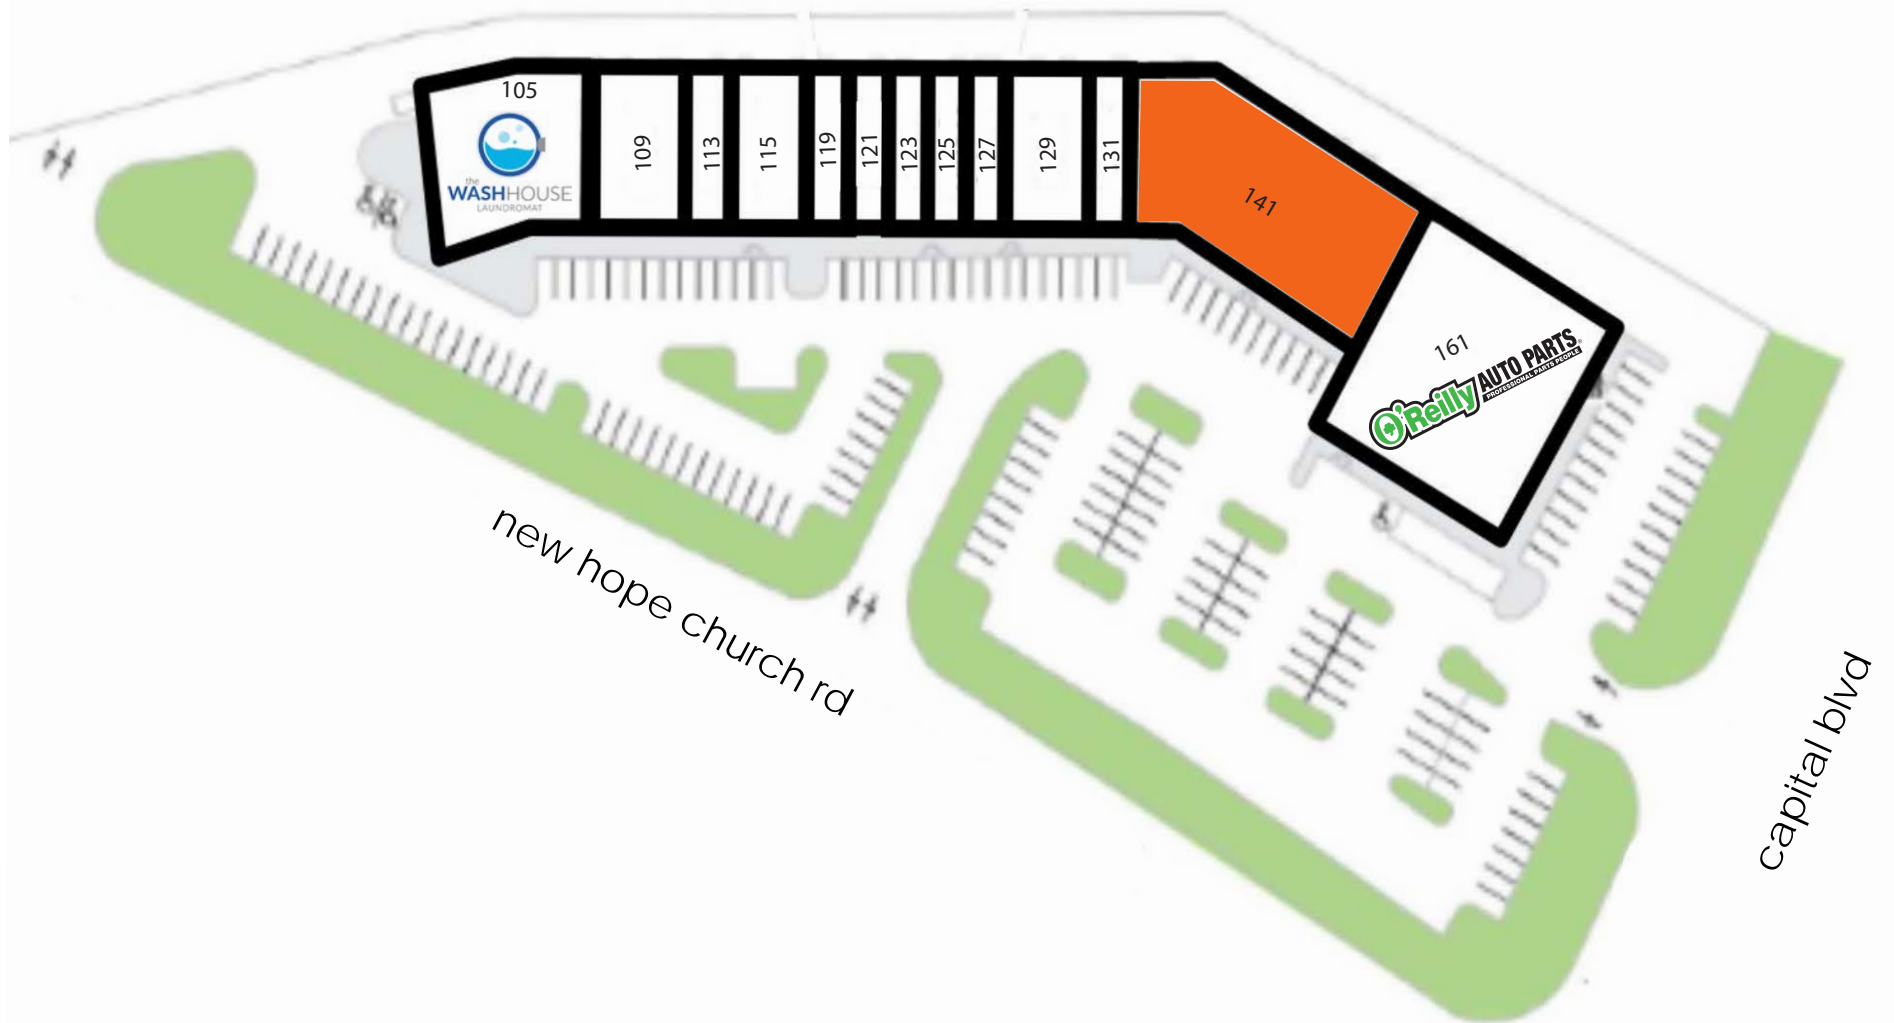 105
the
WASHHOUSE
LAUNDROMAT
109
113
115
119
121
123
125
127
129
131
141
161
O'Reilly AUTO PARTS
PROFESSIONAL PARTS PEOPLE
new hope church rd
capital blvd